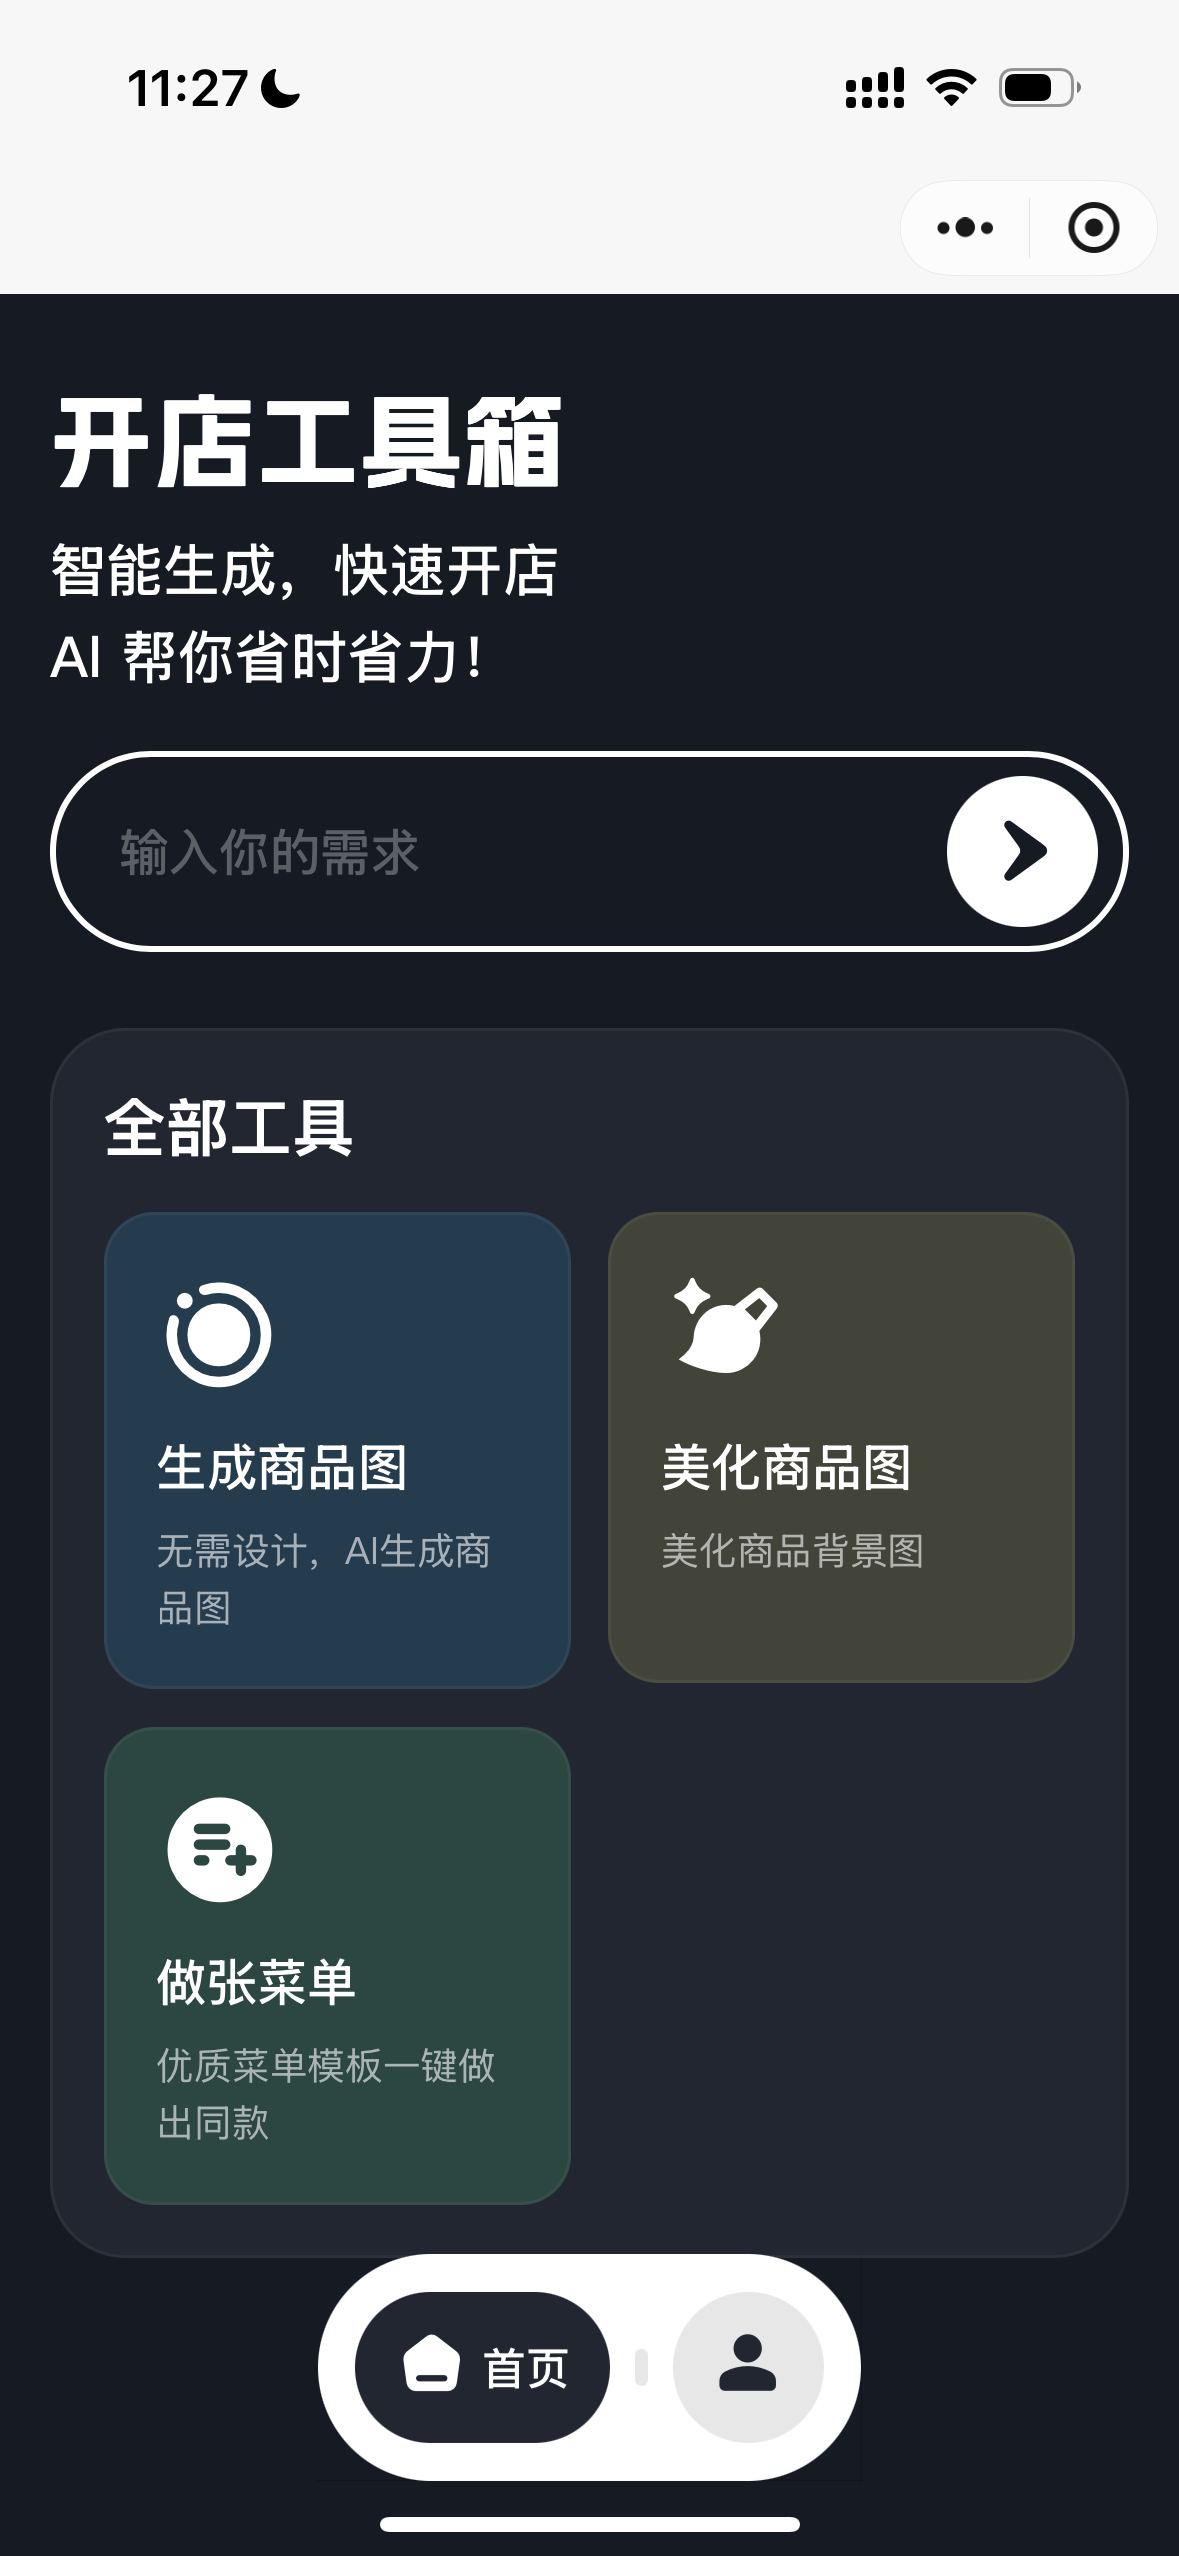 11:27
开店工具箱
智能生成，快速开店
AI 帮你省时省力！
输入你的需求
全部工具
生成商品图
无需设计，AI生成商
品图
美化商品图
美化商品背景图
做张菜单
优质菜单模板一键做
出同款
首页